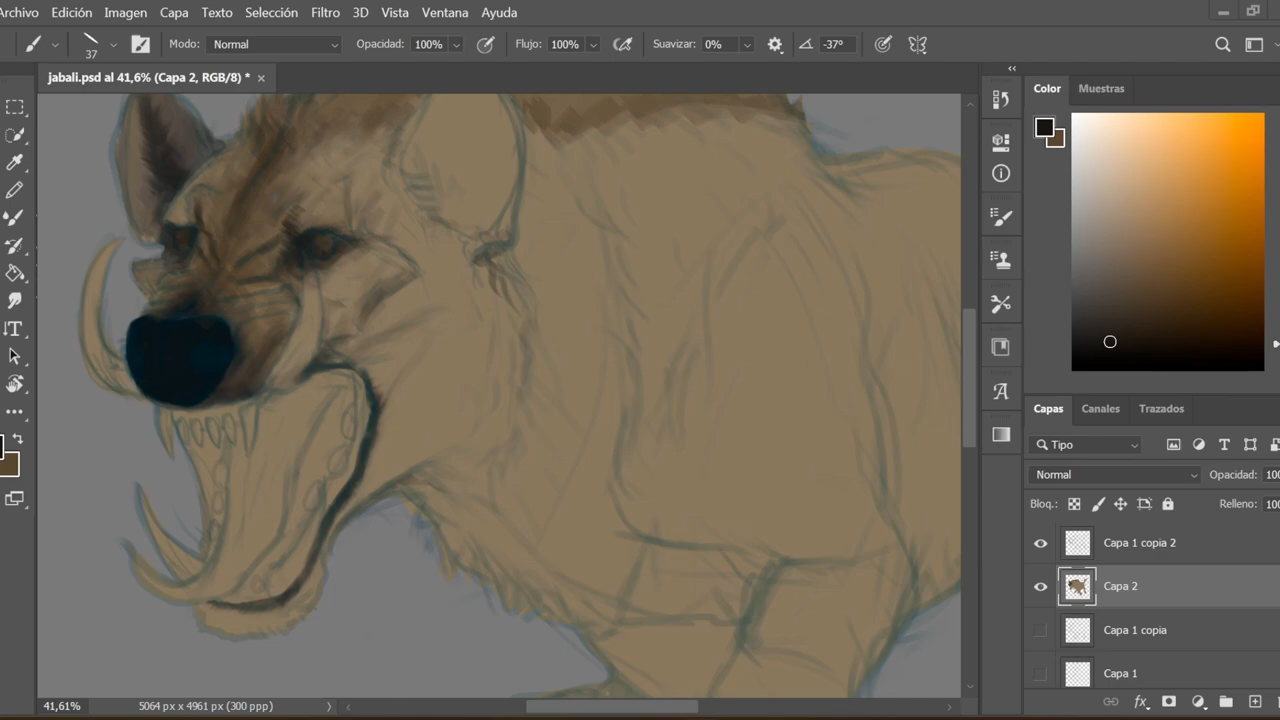 Archivo Edición Imagen Capa Texto Selección Filtro 3D Vista Ventana Ayuda
37 Modo: Normal Opacidad: 100% Flujo: 100% Suavizar: 0% -37°
jabali.psd al 41,6% (Capa 2, RGB/8) * ×
Color Muestras
Capas Canales Trazados
Tipo
Normal Opacidad: 100
Bloq.: Relleno: 100
Capa 1 copia 2
Capa 2
Capa 1 copia
Capa 1
41,61% 5064 px x 4961 px (300 ppp)